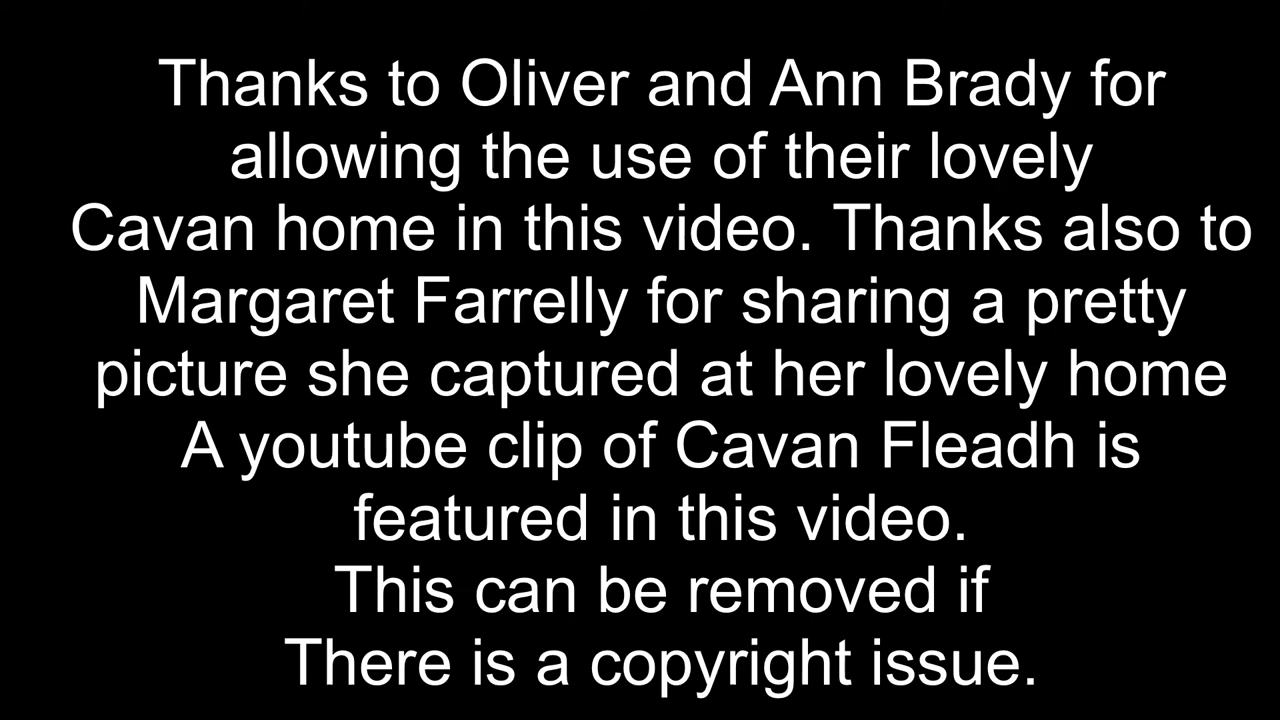 Thanks to Oliver and Ann Brady for
allowing the use of their lovely
Cavan home in this video. Thanks also to
Margaret Farrelly for sharing a pretty
picture she captured at her lovely home
A youtube clip of Cavan Fleadh is
featured in this video.
This can be removed if
There is a copyright issue.